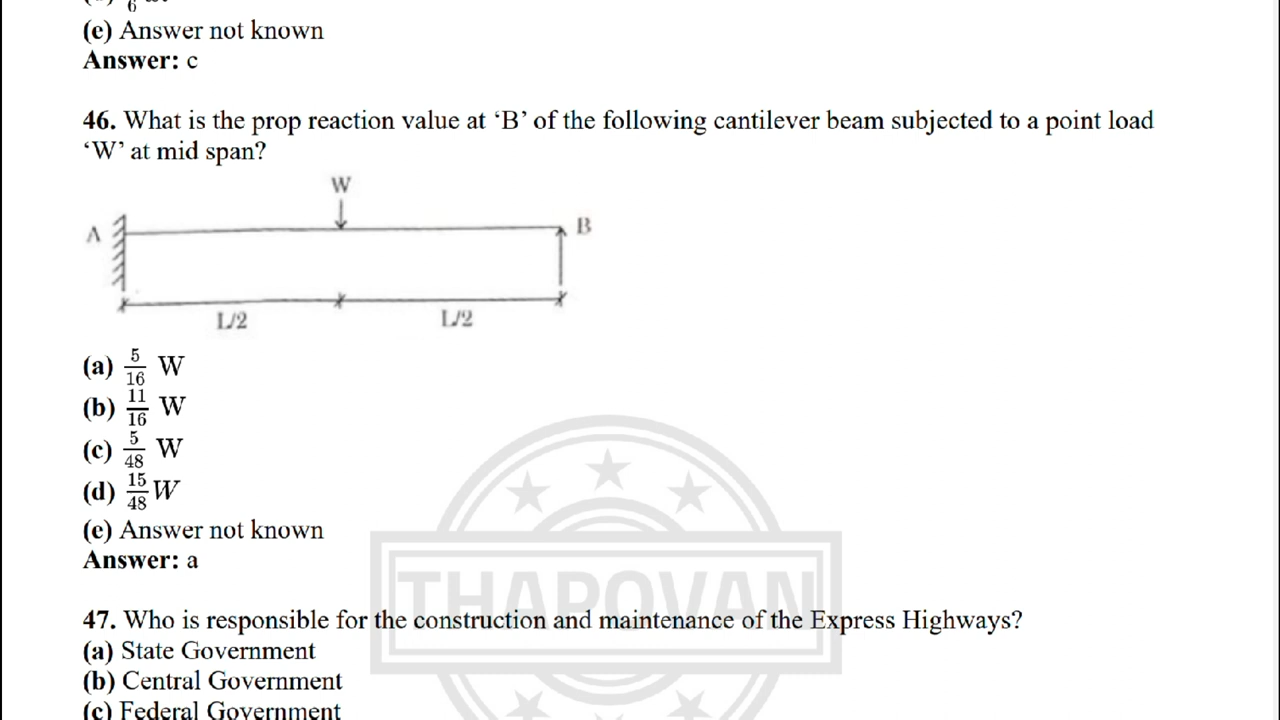 6
(e) Answer not known
Answer: c
46. What is the prop reaction value at ‘B’ of the following cantilever beam subjected to a point load
‘W’ at mid span?
W
A
B
L/2
L/2
(a) 5/16 W
(b) 11/16 W
(c) 5/48 W
(d) 15/48 W
(e) Answer not known
Answer: a
THAPOVAN
47. Who is responsible for the construction and maintenance of the Express Highways?
(a) State Government
(b) Central Government
(c) Federal Government